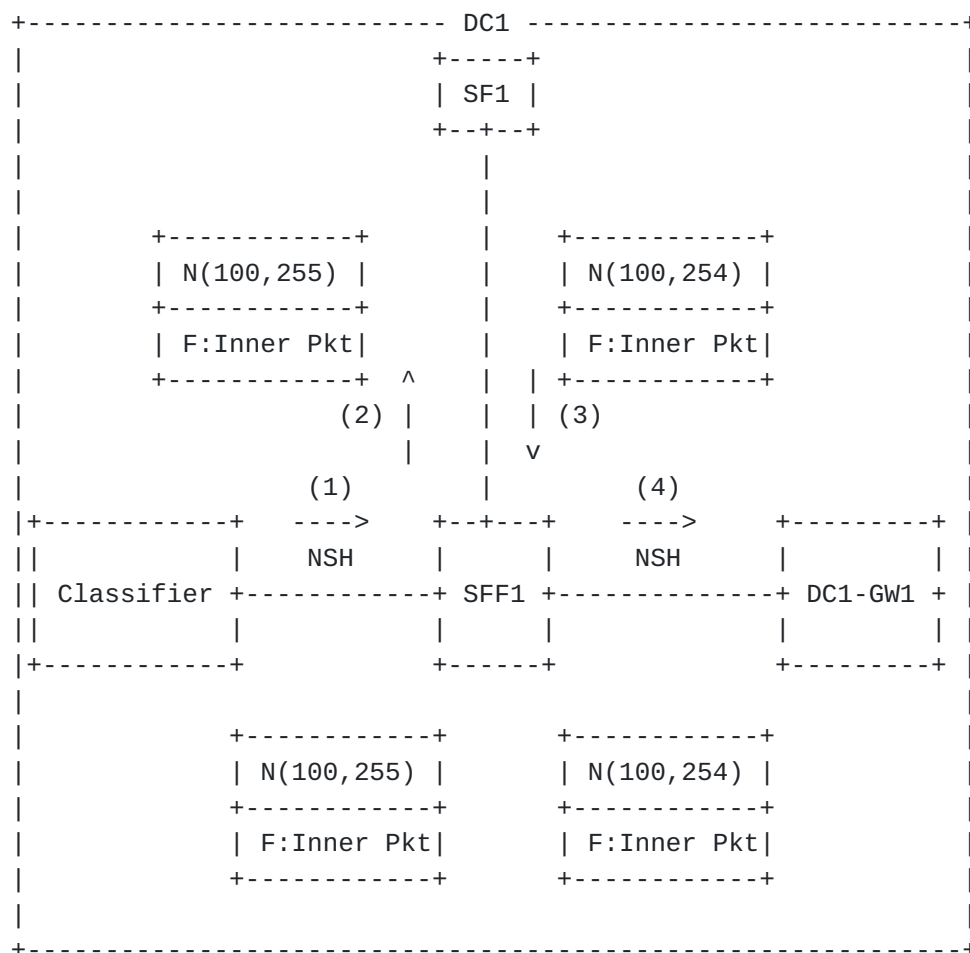 DC1
SF1
N(100,255) N(100,254)
F:Inner Pkt F:Inner Pkt
(2) (3)
(1) (4)
NSH NSH
Classifier SFF1 DC1-GW1
N(100,255) N(100,254)
F:Inner Pkt F:Inner Pkt